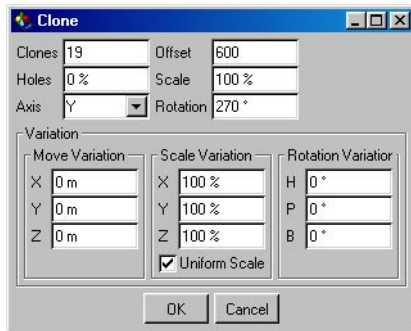 Clone
Clones 19 Offset 600
Holes 0 % Scale 100 %
Axis Y Rotation 270 °
Variation
Move Variation Scale Variation Rotation Variation
X 0 m X 100 % H 0 °
Y 0 m Y 100 % P 0 °
Z 0 m Z 100 % B 0 °
Uniform Scale
OK Cancel